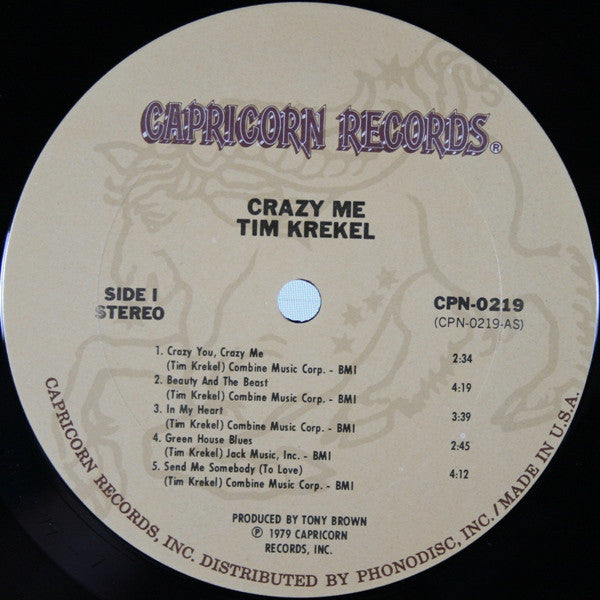 CAPRICORN RECORDS®
CRAZY ME
TIM KREKEL
SIDE I
STEREO
CPN-0219
(CPN-0219-AS)
1. Crazy You, Crazy Me
(Tim Krekel) Combine Music Corp. - BMI 2:34
2. Beauty And The Beast
(Tim Krekel) Combine Music Corp. - BMI 4:19
3. In My Heart
(Tim Krekel) Combine Music Corp. - BMI 3:39
4. Green House Blues
(Tim Krekel) Jack Music, Inc. - BMI 2:45
5. Send Me Somebody (To Love)
(Tim Krekel) Combine Music Corp. - BMI 4:12
PRODUCED BY TONY BROWN
℗ 1979 CAPRICORN
RECORDS, INC.
CAPRICORN RECORDS, INC. DISTRIBUTED BY PHONODISC, INC./MADE IN U.S.A.